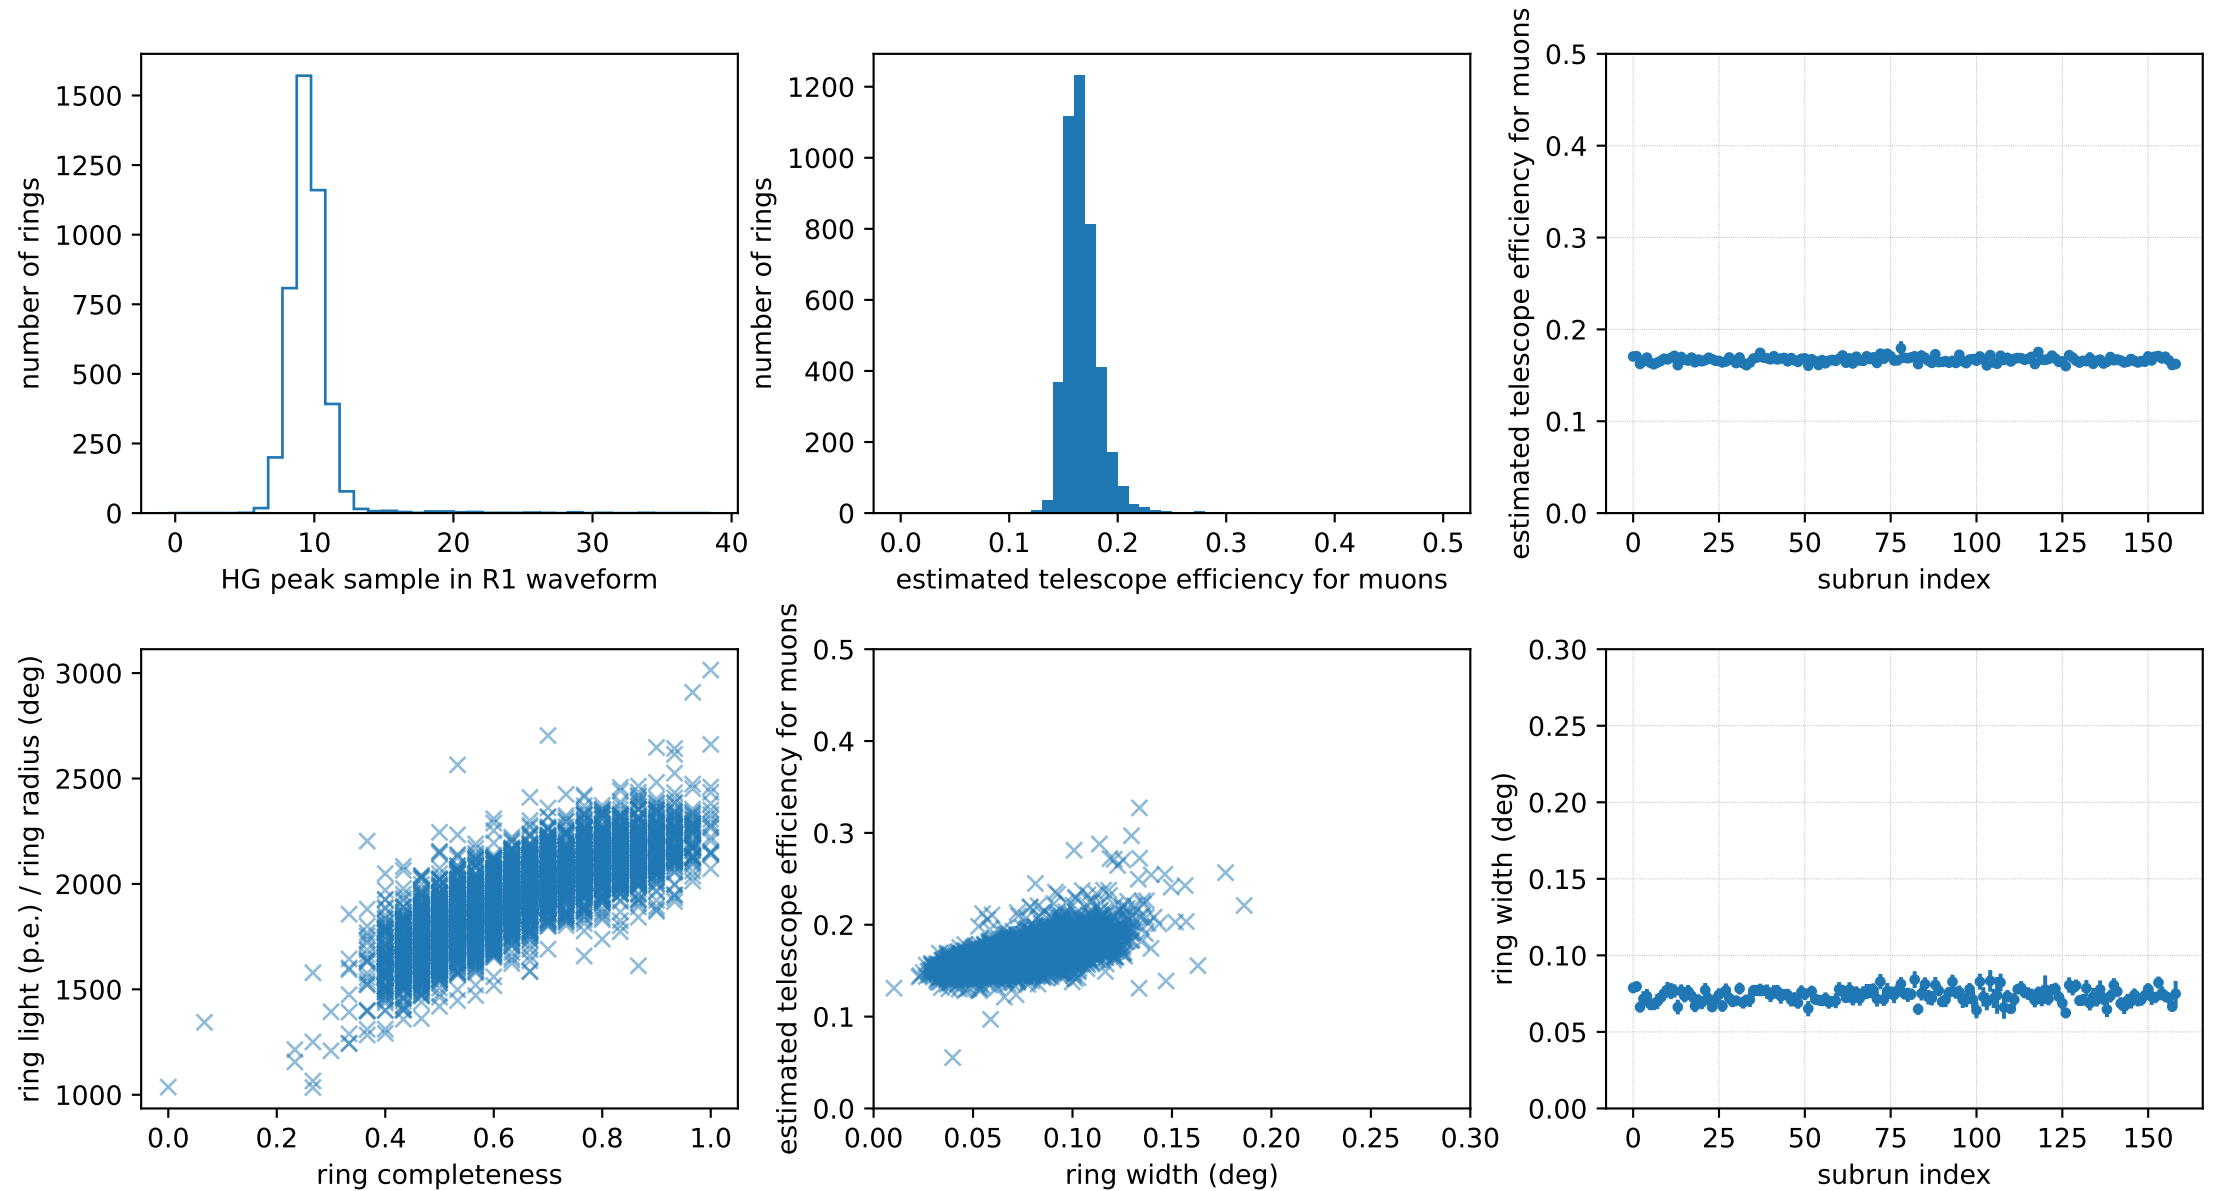 number of rings
1500
1250
1000
750
500
250
0
0 10 20 30 40
HG peak sample in R1 waveform
number of rings
1200
1000
800
600
400
200
0
0.0 0.1 0.2 0.3 0.4 0.5
estimated telescope efficiency for muons
estimated telescope efficiency for muons
0.5
0.4
0.3
0.2
0.1
0.0
0 25 50 75 100 125 150
subrun index
ring light (p.e.) / ring radius (deg)
3000
2500
2000
1500
1000
0.0 0.2 0.4 0.6 0.8 1.0
ring completeness
estimated telescope efficiency for muons
0.5
0.4
0.3
0.2
0.1
0.0
0.00 0.05 0.10 0.15 0.20 0.25 0.30
ring width (deg)
ring width (deg)
0.30
0.25
0.20
0.15
0.10
0.05
0.00
0 25 50 75 100 125 150
subrun index